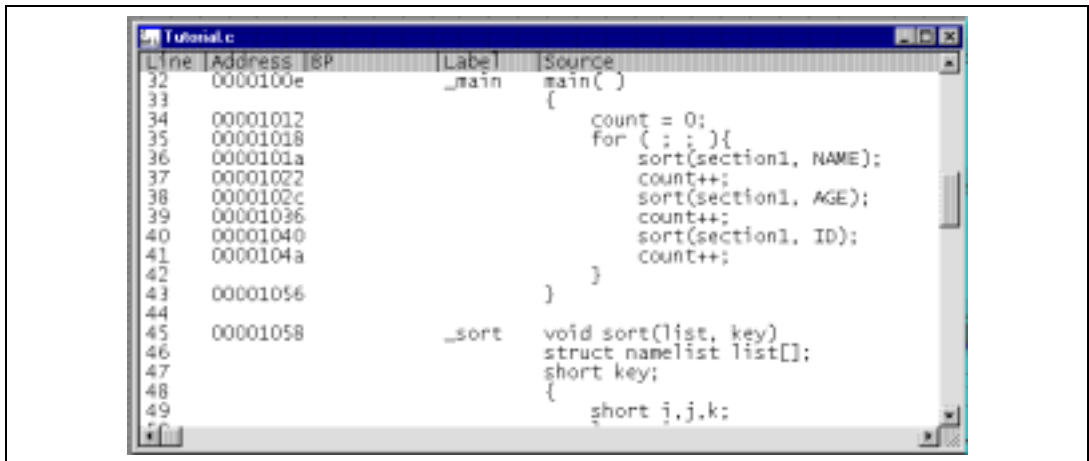 Tutorial.c
Line Address BP Label Source
32 0000100e _main main( )
33 {
34 00001012 count = 0;
35 00001018 for ( ; ; ){
36 0000101a sort(section1, NAME);
37 00001022 count++;
38 0000102c sort(section1, AGE);
39 00001036 count++;
40 00001040 sort(section1, ID);
41 0000104a count++;
42 }
43 00001056 }
44
45 00001058 _sort void sort(list, key)
46 struct namelist list[];
47 short key;
48 {
49 short i,j,k;